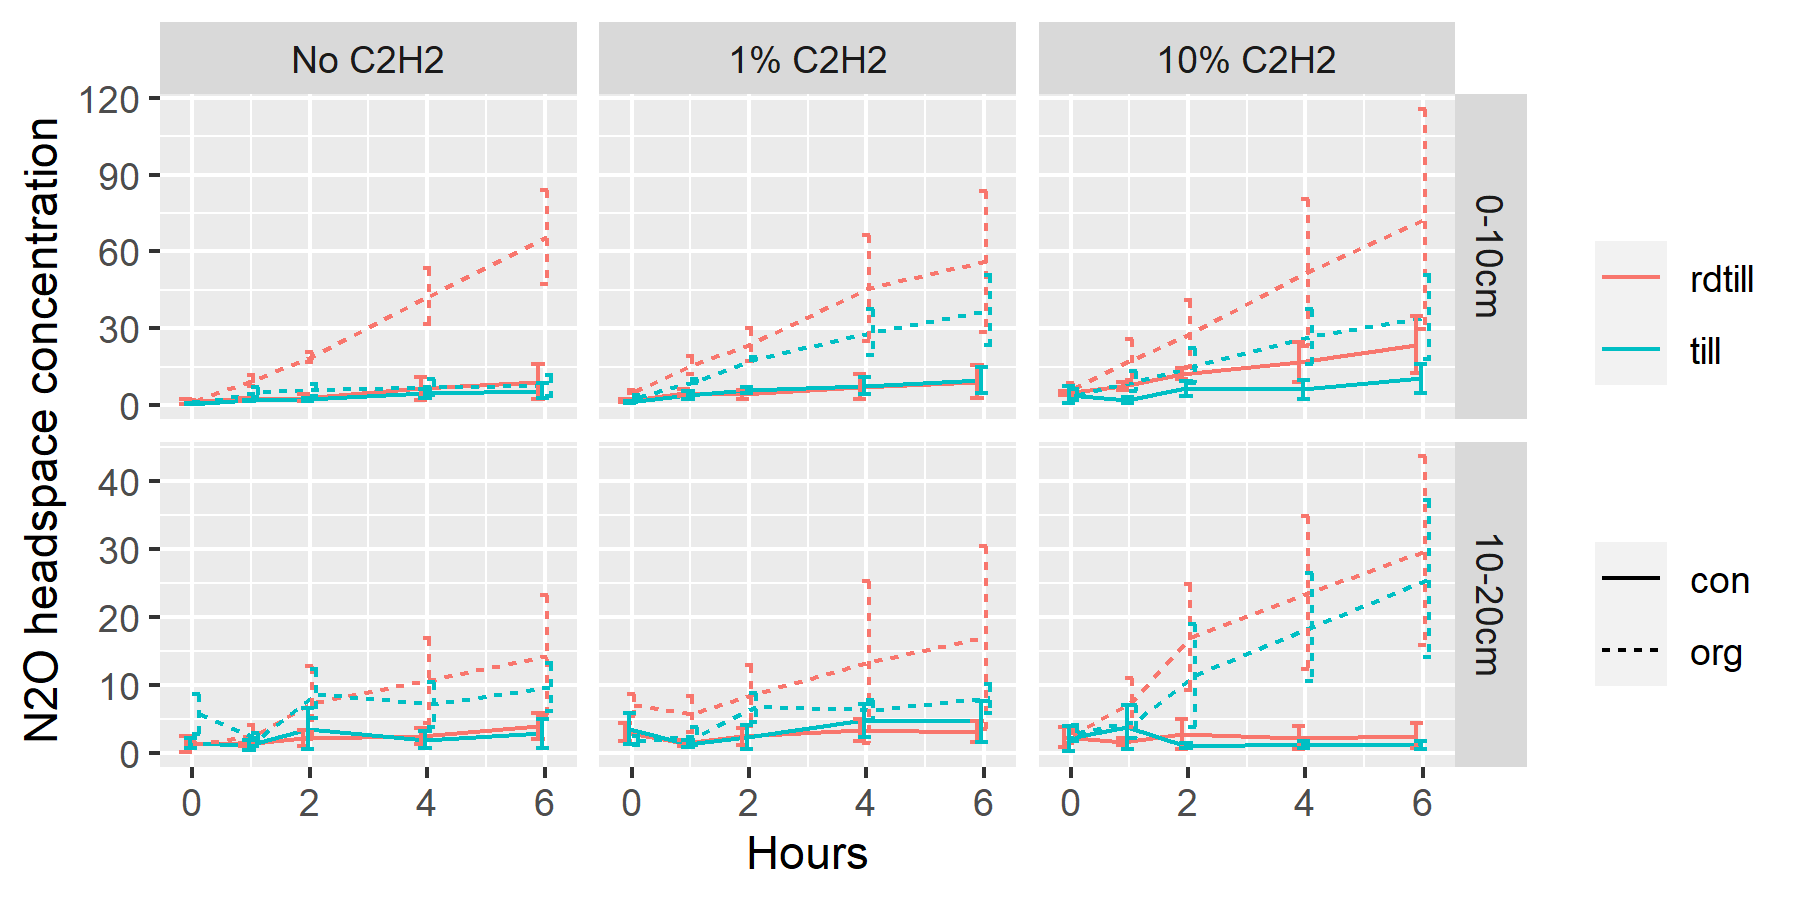 No C2H2 1% C2H2 10% C2H2
N2O headspace concentration
120
90
60
30
0
0-10cm
40
30
20
10
0
10-20cm
0 2 4 6 0 2 4 6 0 2 4 6
Hours
rdtill
till
con
org